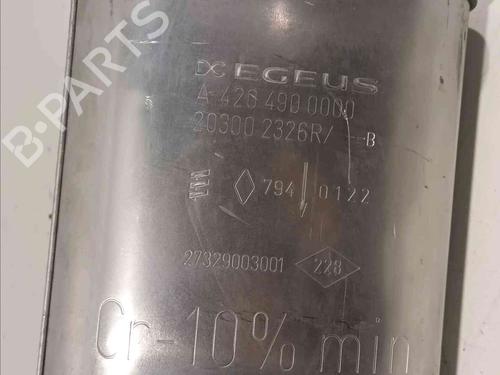 B-PARTS
EGEUS
A 426 490 0000
20300 2326R/ --B
794 0122
27329003001 228
Cr-10% min